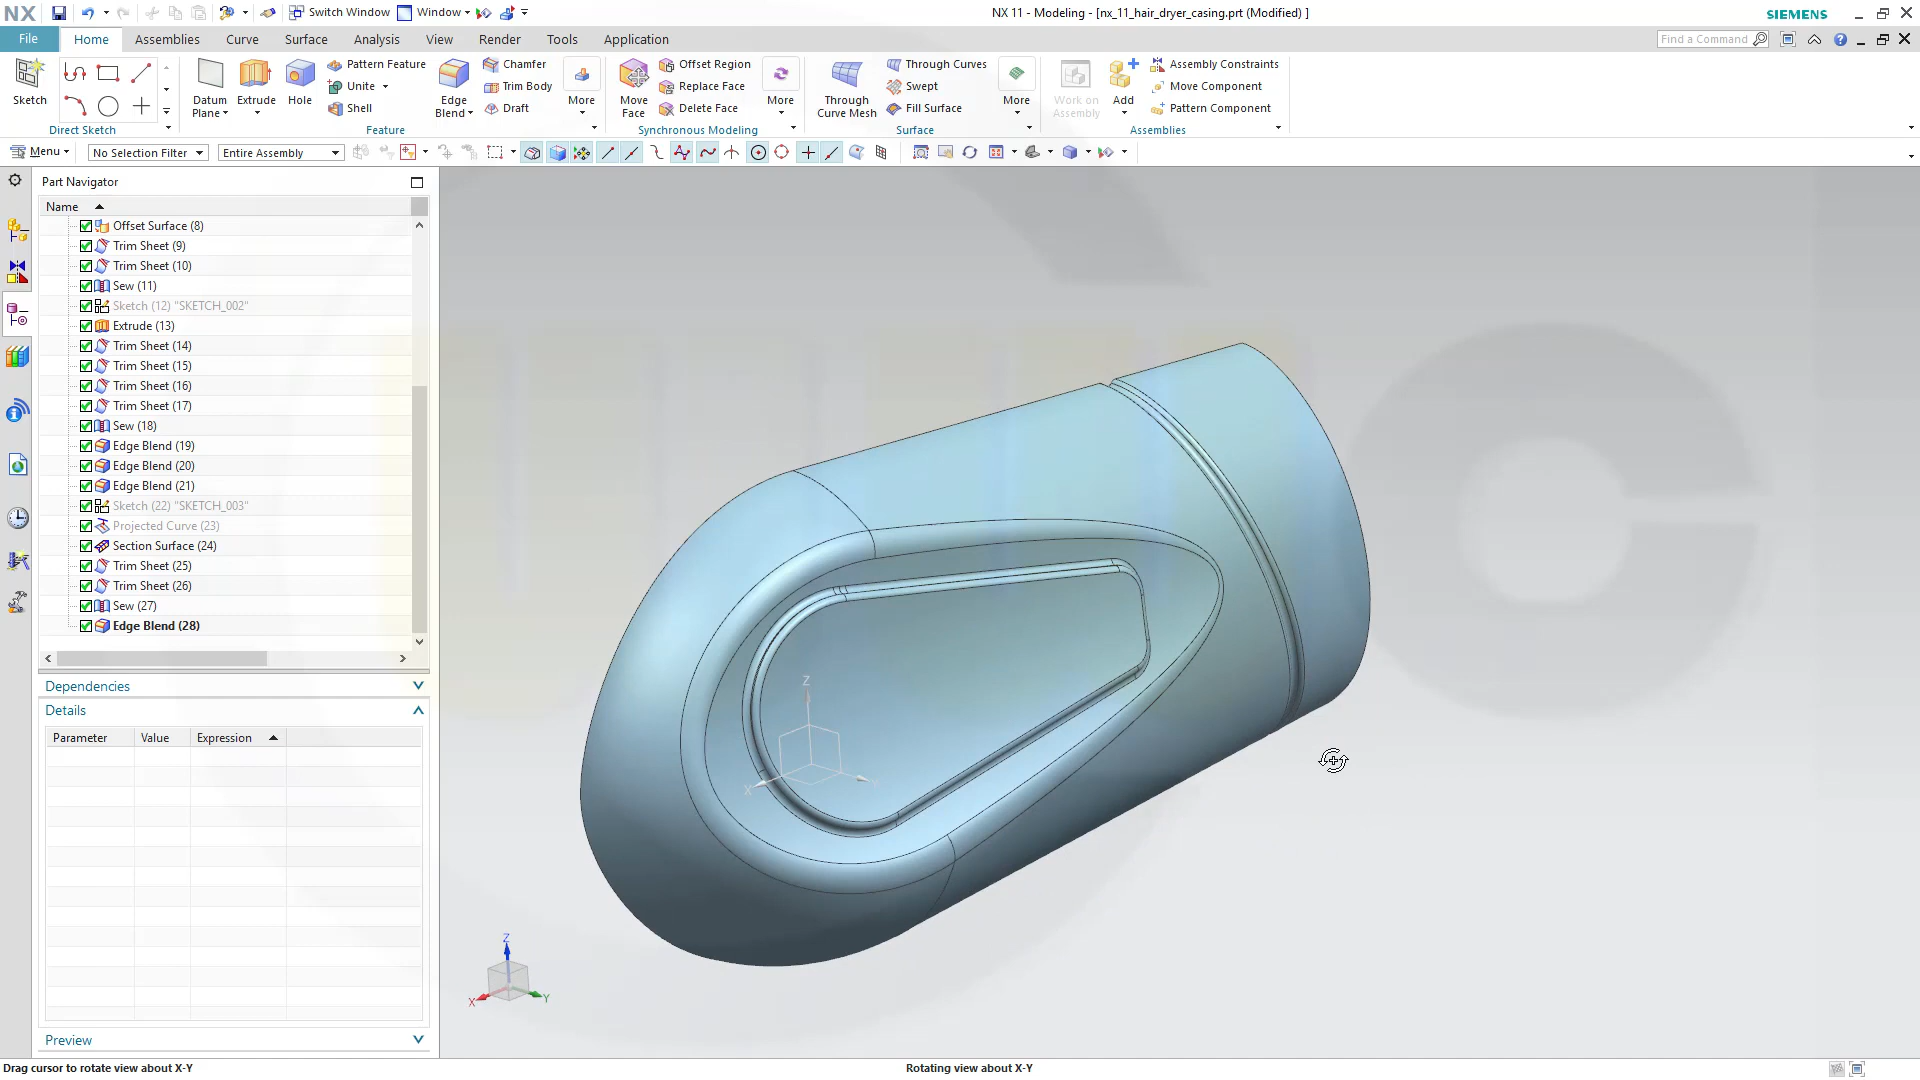 NX
Switch Window
Window
NX 11 - Modeling - [nx_11_hair_dryer_casing.prt (Modified) ]
SIEMENS
File
Home
Assemblies
Curve
Surface
Analysis
View
Render
Tools
Application
Find a Command
Sketch
Direct Sketch
Datum Plane
Extrude
Hole
Pattern Feature
Unite
Shell
Edge Blend
Chamfer
Trim Body
Draft
More
Feature
Move Face
Offset Region
Replace Face
Delete Face
More
Synchronous Modeling
Through Curve Mesh
Through Curves
Swept
Fill Surface
More
Surface
Work on Assembly
Add
Assembly Constraints
Move Component
Pattern Component
Assemblies
Menu
No Selection Filter
Entire Assembly
Part Navigator
Name
Offset Surface (8)
Trim Sheet (9)
Trim Sheet (10)
Sew (11)
Sketch (12) "SKETCH_002"
Extrude (13)
Trim Sheet (14)
Trim Sheet (15)
Trim Sheet (16)
Trim Sheet (17)
Sew (18)
Edge Blend (19)
Edge Blend (20)
Edge Blend (21)
Sketch (22) "SKETCH_003"
Projected Curve (23)
Section Surface (24)
Trim Sheet (25)
Trim Sheet (26)
Sew (27)
Edge Blend (28)
Dependencies
Details
Parameter Value Expression
Preview
Z
X
Z
X
Y
Drag cursor to rotate view about X-Y
Rotating view about X-Y